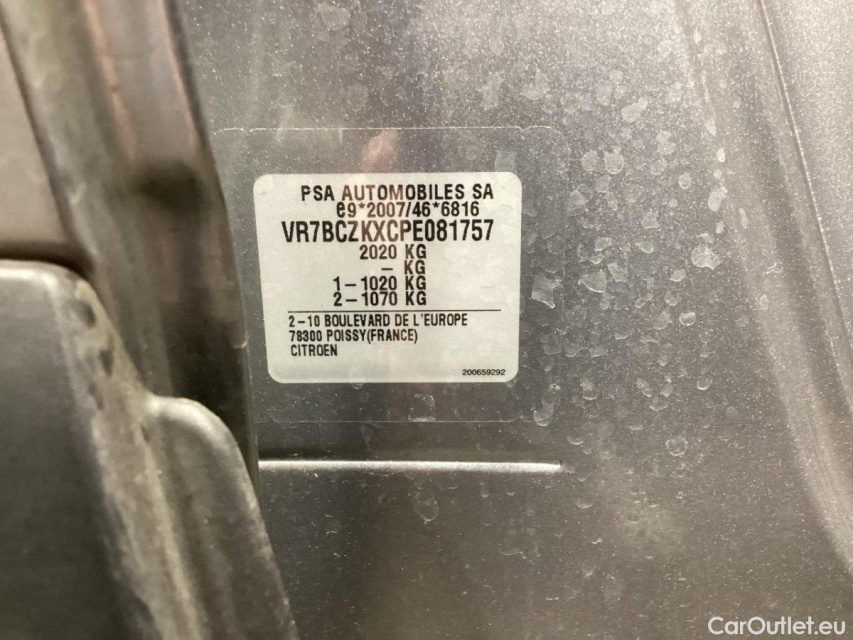 PSA AUTOMOBILES SA
e9*2007/46*6816
VR7BCZKXCPE081757
2020 KG
- KG
1-1020 KG
2-1070 KG
2-10 BOULEVARD DE L'EUROPE
78300 POISSY(FRANCE)
CITROEN
200659292
CarOutlet.eu